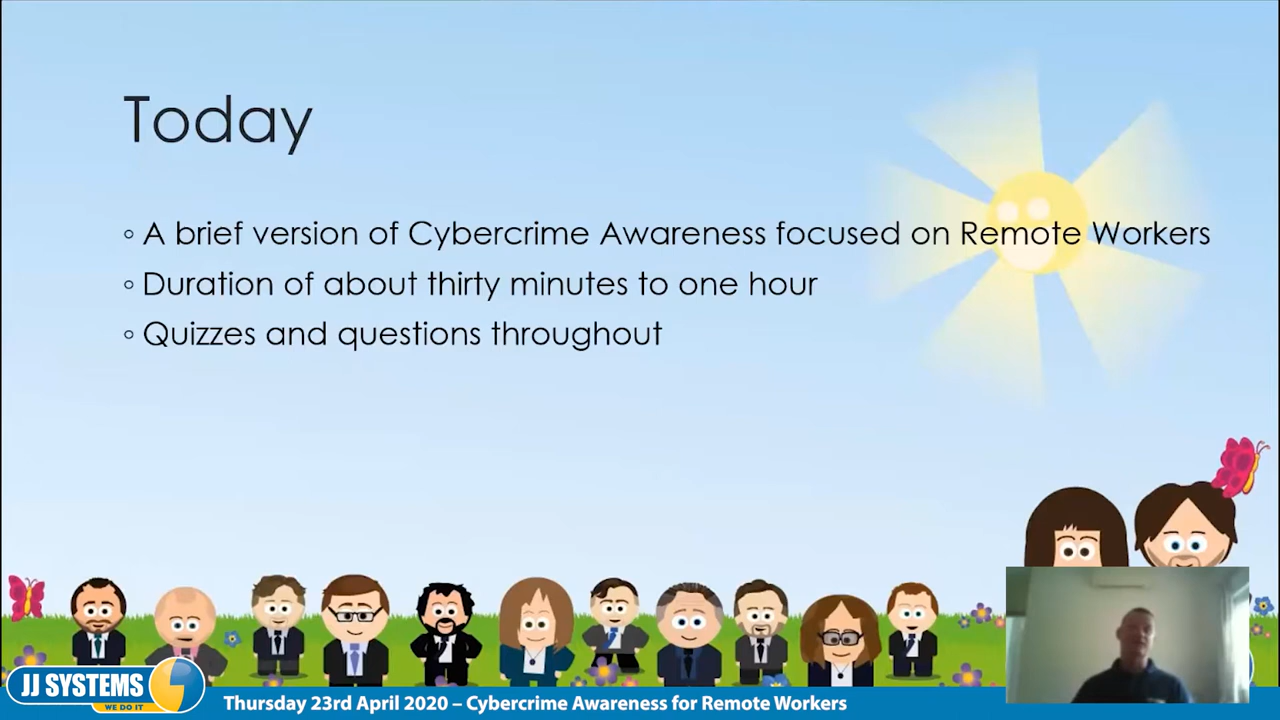 Today
◦ A brief version of Cybercrime Awareness focused on Remote Workers
◦ Duration of about thirty minutes to one hour
◦ Quizzes and questions throughout
JJ SYSTEMS
WE DO IT
Thursday 23rd April 2020 – Cybercrime Awareness for Remote Workers